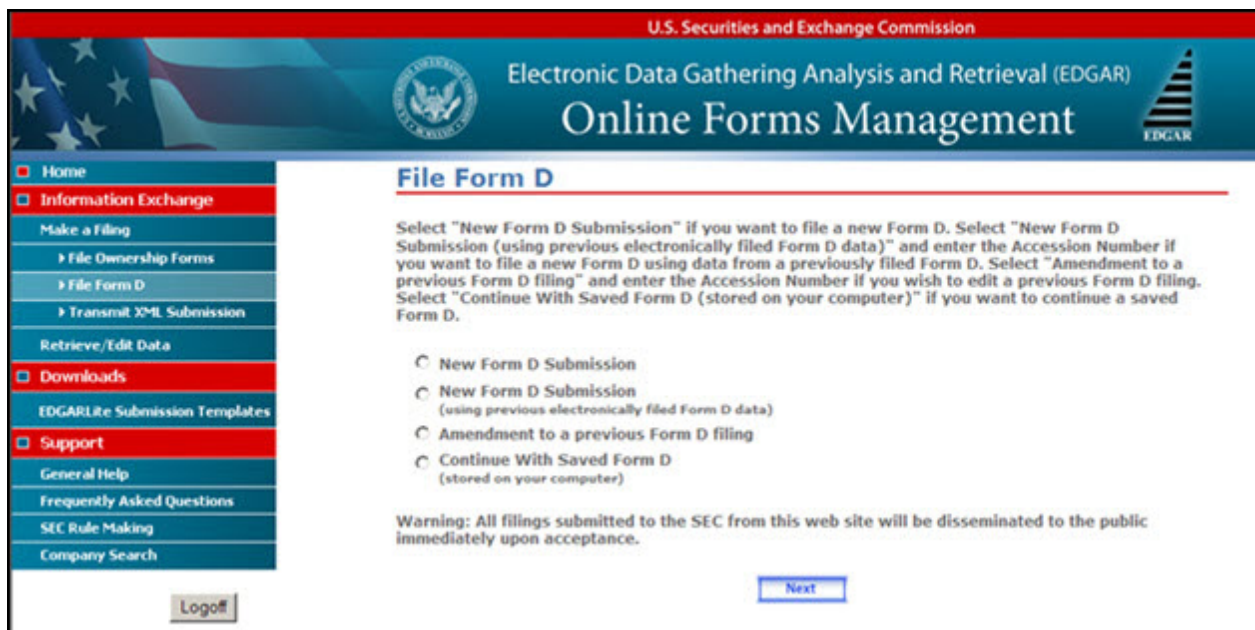 U.S. Securities and Exchange Commission
Electronic Data Gathering Analysis and Retrieval (EDGAR)
Online Forms Management
EDGAR
Home
Information Exchange
Make a Filing
File Ownership Forms
File Form D
Transmit XML Submission
Retrieve/Edit Data
Downloads
EDGARLite Submission Templates
Support
General Help
Frequently Asked Questions
SEC Rule Making
Company Search
Logoff
File Form D
Select "New Form D Submission" if you want to file a new Form D. Select "New Form D
Submission (using previous electronically filed Form D data)" and enter the Accession Number if
you want to file a new Form D using data from a previously filed Form D. Select "Amendment to a
previous Form D filing" and enter the Accession Number if you wish to edit a previous Form D filing.
Select "Continue With Saved Form D (stored on your computer)" if you want to continue a saved
Form D.
New Form D Submission
New Form D Submission
(using previous electronically filed Form D data)
Amendment to a previous Form D filing
Continue With Saved Form D
(stored on your computer)
Warning: All filings submitted to the SEC from this web site will be disseminated to the public
immediately upon acceptance.
Next